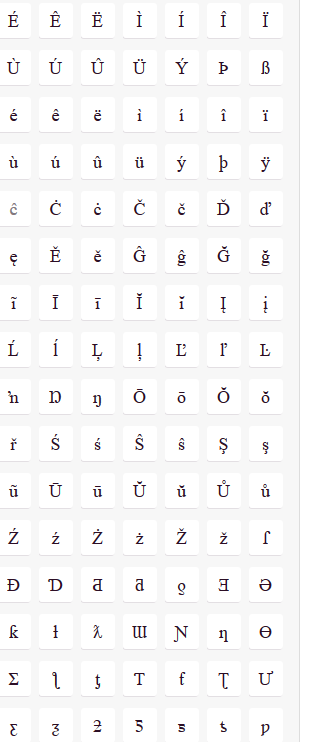 É Ê Ë Ì Í Î Ï
Ù Ú Û Ü Ý Þ ß
é ê ë ì í î ï
ù ú û ü ý þ ÿ
ĉ Ċ ċ Č č Ď ď
ę Ě ě Ĝ ĝ Ğ ğ
ĩ Ī ī Ĭ ĭ Į į
Ĺ ĺ Ļ ļ Ľ ľ Ŀ
ŉ Ŋ ŋ Ō ō Ŏ ŏ
ř Ś ś Ŝ ŝ Ş ş
ũ Ū ū Ŭ ŭ Ů ů
Ź ź Ż ż Ž ž ſ
Ɖ Ɗ Ƌ ƌ ƍ Ǝ Ə
ƙ ƚ ƛ Ɯ Ɲ ƞ Ɵ
Ʃ ƪ ƫ Ƭ ƭ Ʈ Ư
ƹ ƺ ƻ Ƽ ƽ ƾ ƿ